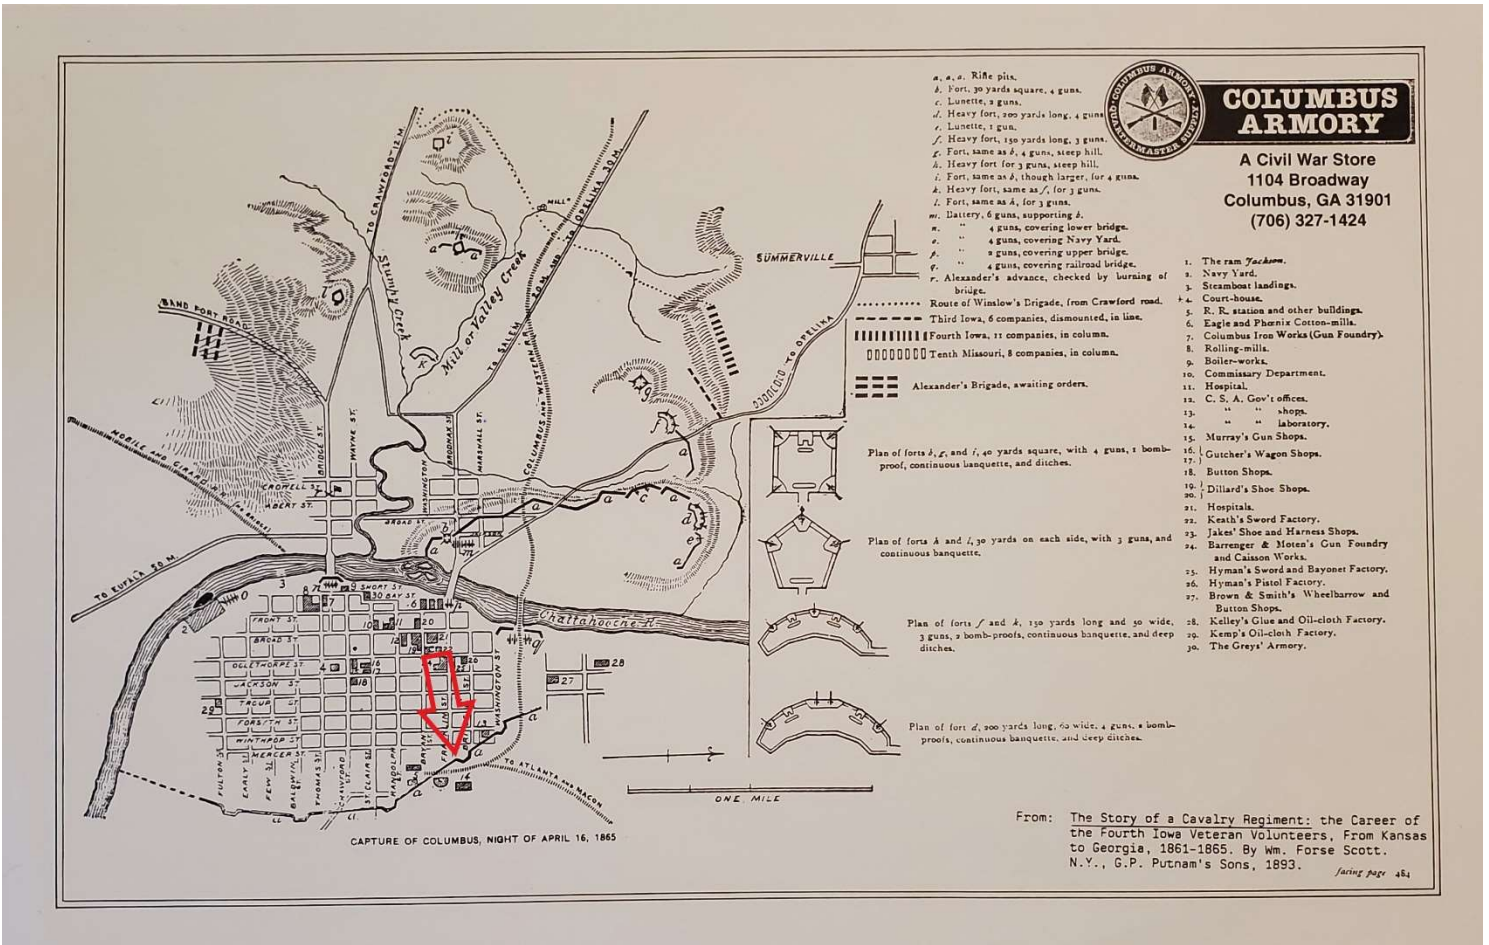 a, a, a. Rifle pits.
b. Fort, 30 yards square, 4 guns.
c. Lunette, 2 guns.
d. Heavy fort, 200 yards long, 4 guns
e. Lunette, 1 gun.
f. Heavy fort, 150 yards long, 3 guns.
g. Fort, same as b, 4 guns, steep hill.
h. Heavy fort for 3 guns, steep hill.
i. Fort, same as b, though larger, for 4 guns.
k. Heavy fort, same as f, for 3 guns.
l. Fort, same as h, for 3 guns.
m. Battery, 6 guns, supporting b.
n. " 4 guns, covering lower bridge.
o. " 4 guns, covering Navy Yard.
p. " 2 guns, covering upper bridge.
q. " 4 guns, covering railroad bridge.
r. Alexander's advance, checked by burning of
bridge.
Route of Winslow's Brigade, from Crawford road.
Third Iowa, 6 companies, dismounted, in line.
Fourth Iowa, 11 companies, in column.
Tenth Missouri, 8 companies, in column.
Alexander's Brigade, awaiting orders.
COLUMBUS ARMORY
QUARTERMASTER SUPPLY
COLUMBUS
ARMORY
A Civil War Store
1104 Broadway
Columbus, GA 31901
(706) 327-1424
1. The ram Jackson.
2. Navy Yard.
3. Steamboat landings.
4. Court-house.
5. R. R. station and other buildings.
6. Eagle and Phœnix Cotton-mills.
7. Columbus Iron Works (Gun Foundry).
8. Rolling-mills.
9. Boiler-works.
10. Commissary Department.
11. Hospital.
12. C. S. A. Gov't offices.
13. " " shops.
14. " " laboratory.
15. Murray's Gun Shops.
16. }
17. } Gutcher's Wagon Shops.
18. Button Shops.
19. }
20. } Dillard's Shoe Shops.
21. Hospitals.
22. Keath's Sword Factory.
23. Jakes' Shoe and Harness Shops.
24. Barrenger & Moten's Gun Foundry
and Caisson Works.
25. Hyman's Sword and Bayonet Factory.
26. Hyman's Pistol Factory.
27. Brown & Smith's Wheelbarrow and
Button Shops.
28. Kelley's Glue and Oil-cloth Factory.
29. Kemp's Oil-cloth Factory.
30. The Greys' Armory.
Plan of forts b, g, and i, 40 yards square, with 4 guns, 1 bomb-
proof, continuous banquette, and ditches.
Plan of forts h and l, 30 yards on each side, with 3 guns, and
continuous banquette.
Plan of forts f and k, 150 yards long and 50 wide,
3 guns, 2 bomb-proofs, continuous banquette, and deep
ditches.
Plan of fort d, 200 yards long, 60 wide, 4 guns, 2 bomb-
proofs, continuous banquette, and deep ditches.
TO CRAWFORD 12 M.
TO OPELIKA 30 M.
MILL
Stumpy Creek
Mill or Valley Creek
TO SALEM 20 M. AND TO OPELIKA 30 M.
SUMMERVILLE
TO OPELIKA
SAND FORT ROAD
COLUMBUS AND WESTERN R.R.
MOBILE AND GIRARD R.R. (no Bridge)
BRIDGE ST.
WAYNE ST.
WASHINGTON
BRODNAX ST.
MARSHALL ST.
CROWELL ST.
ABERT ST.
BROAD ST.
TO EUFALA 50 M.
Chattahooche R.
SHORT ST.
BAY ST.
FRONT ST.
BROAD ST.
OGLETHORPE ST.
JACKSON ST
TROUP ST
FORSYTH ST
WINTHROP ST
MERCER ST.
FULTON ST
EARLY ST
FEW ST
BALDWIN ST.
THOMAS ST.
CRAWFORD ST.
ST. CLAIR ST.
RANDOLPH ST.
BRYAN ST.
WASHINGTON ST.
TO ATLANTA AND MACON
ONE MILE
CAPTURE OF COLUMBUS, NIGHT OF APRIL 16, 1865
From: The Story of a Cavalry Regiment: the Career of
the Fourth Iowa Veteran Volunteers, From Kansas
to Georgia, 1861-1865. By Wm. Forse Scott.
N.Y., G.P. Putnam's Sons, 1893.
facing page 484